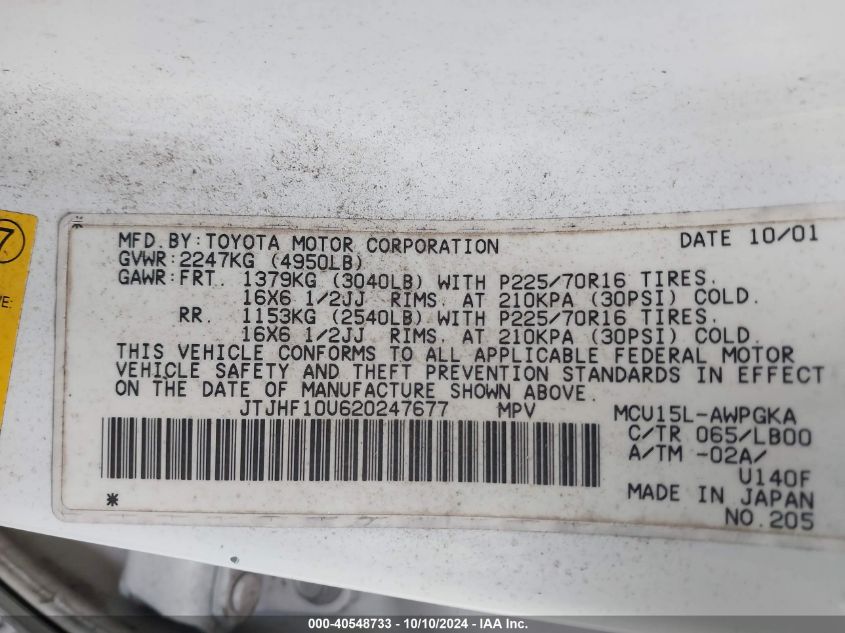 7
VE:
MFD.BY:TOYOTA MOTOR CORPORATION DATE 10/01
GVWR:2247KG (4950LB)
GAWR:FRT. 1379KG (3040LB) WITH P225/70R16 TIRES.
16X6 1/2JJ RIMS. AT 210KPA (30PSI) COLD.
RR. 1153KG (2540LB) WITH P225/70R16 TIRES.
16X6 1/2JJ RIMS. AT 210KPA (30PSI) COLD.
THIS VEHICLE CONFORMS TO ALL APPLICABLE FEDERAL MOTOR
VEHICLE SAFETY AND THEFT PREVENTION STANDARDS IN EFFECT
ON THE DATE OF MANUFACTURE SHOWN ABOVE.
JTJHF10U620247677 MPV MCU15L-AWPGKA
C/TR 065/LB00
A/TM -02A/
U140F
MADE IN JAPAN
NO.205
000-40548733 - 10/10/2024 - IAA Inc.